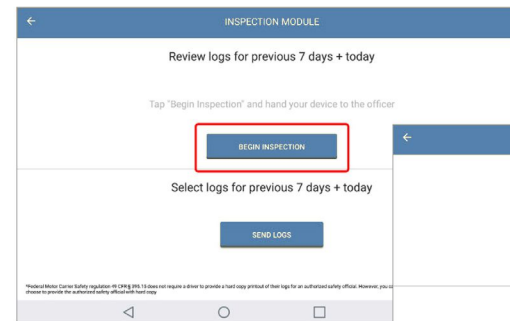 INSPECTION MODULE
Review logs for previous 7 days + today
Tap "Begin Inspection" and hand your device to the officer
BEGIN INSPECTION
Select logs for previous 7 days + today
SEND LOGS
*Federal Motor Carrier Safety regulation 49 CFR§ 395.15 does not require a driver to provide a hard copy printout of their logs for an authorized safety official. However, you
choose to provide the authorized safety official with hard copy.